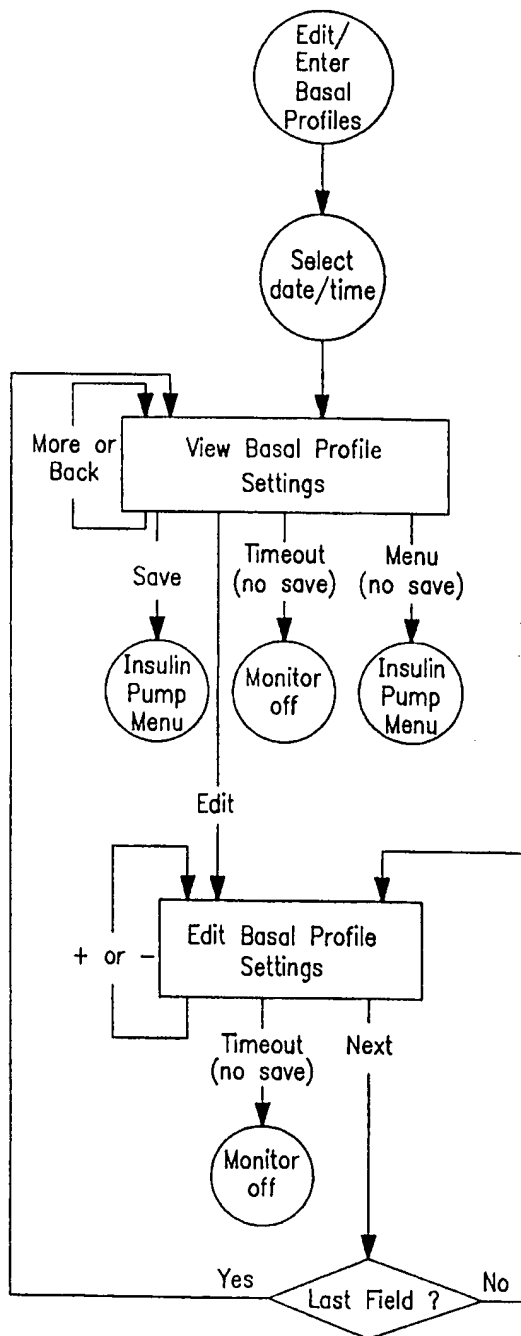 Edit/
Enter
Basal
Profiles
Select
date/time
More or
Back
View Basal Profile
Settings
Save
Timeout
(no save)
Menu
(no save)
Insulin
Pump
Menu
Monitor
off
Insulin
Pump
Menu
Edit
+ or -
Edit Basal Profile
Settings
Timeout
(no save)
Next
Monitor
off
Yes
Last Field ?
No